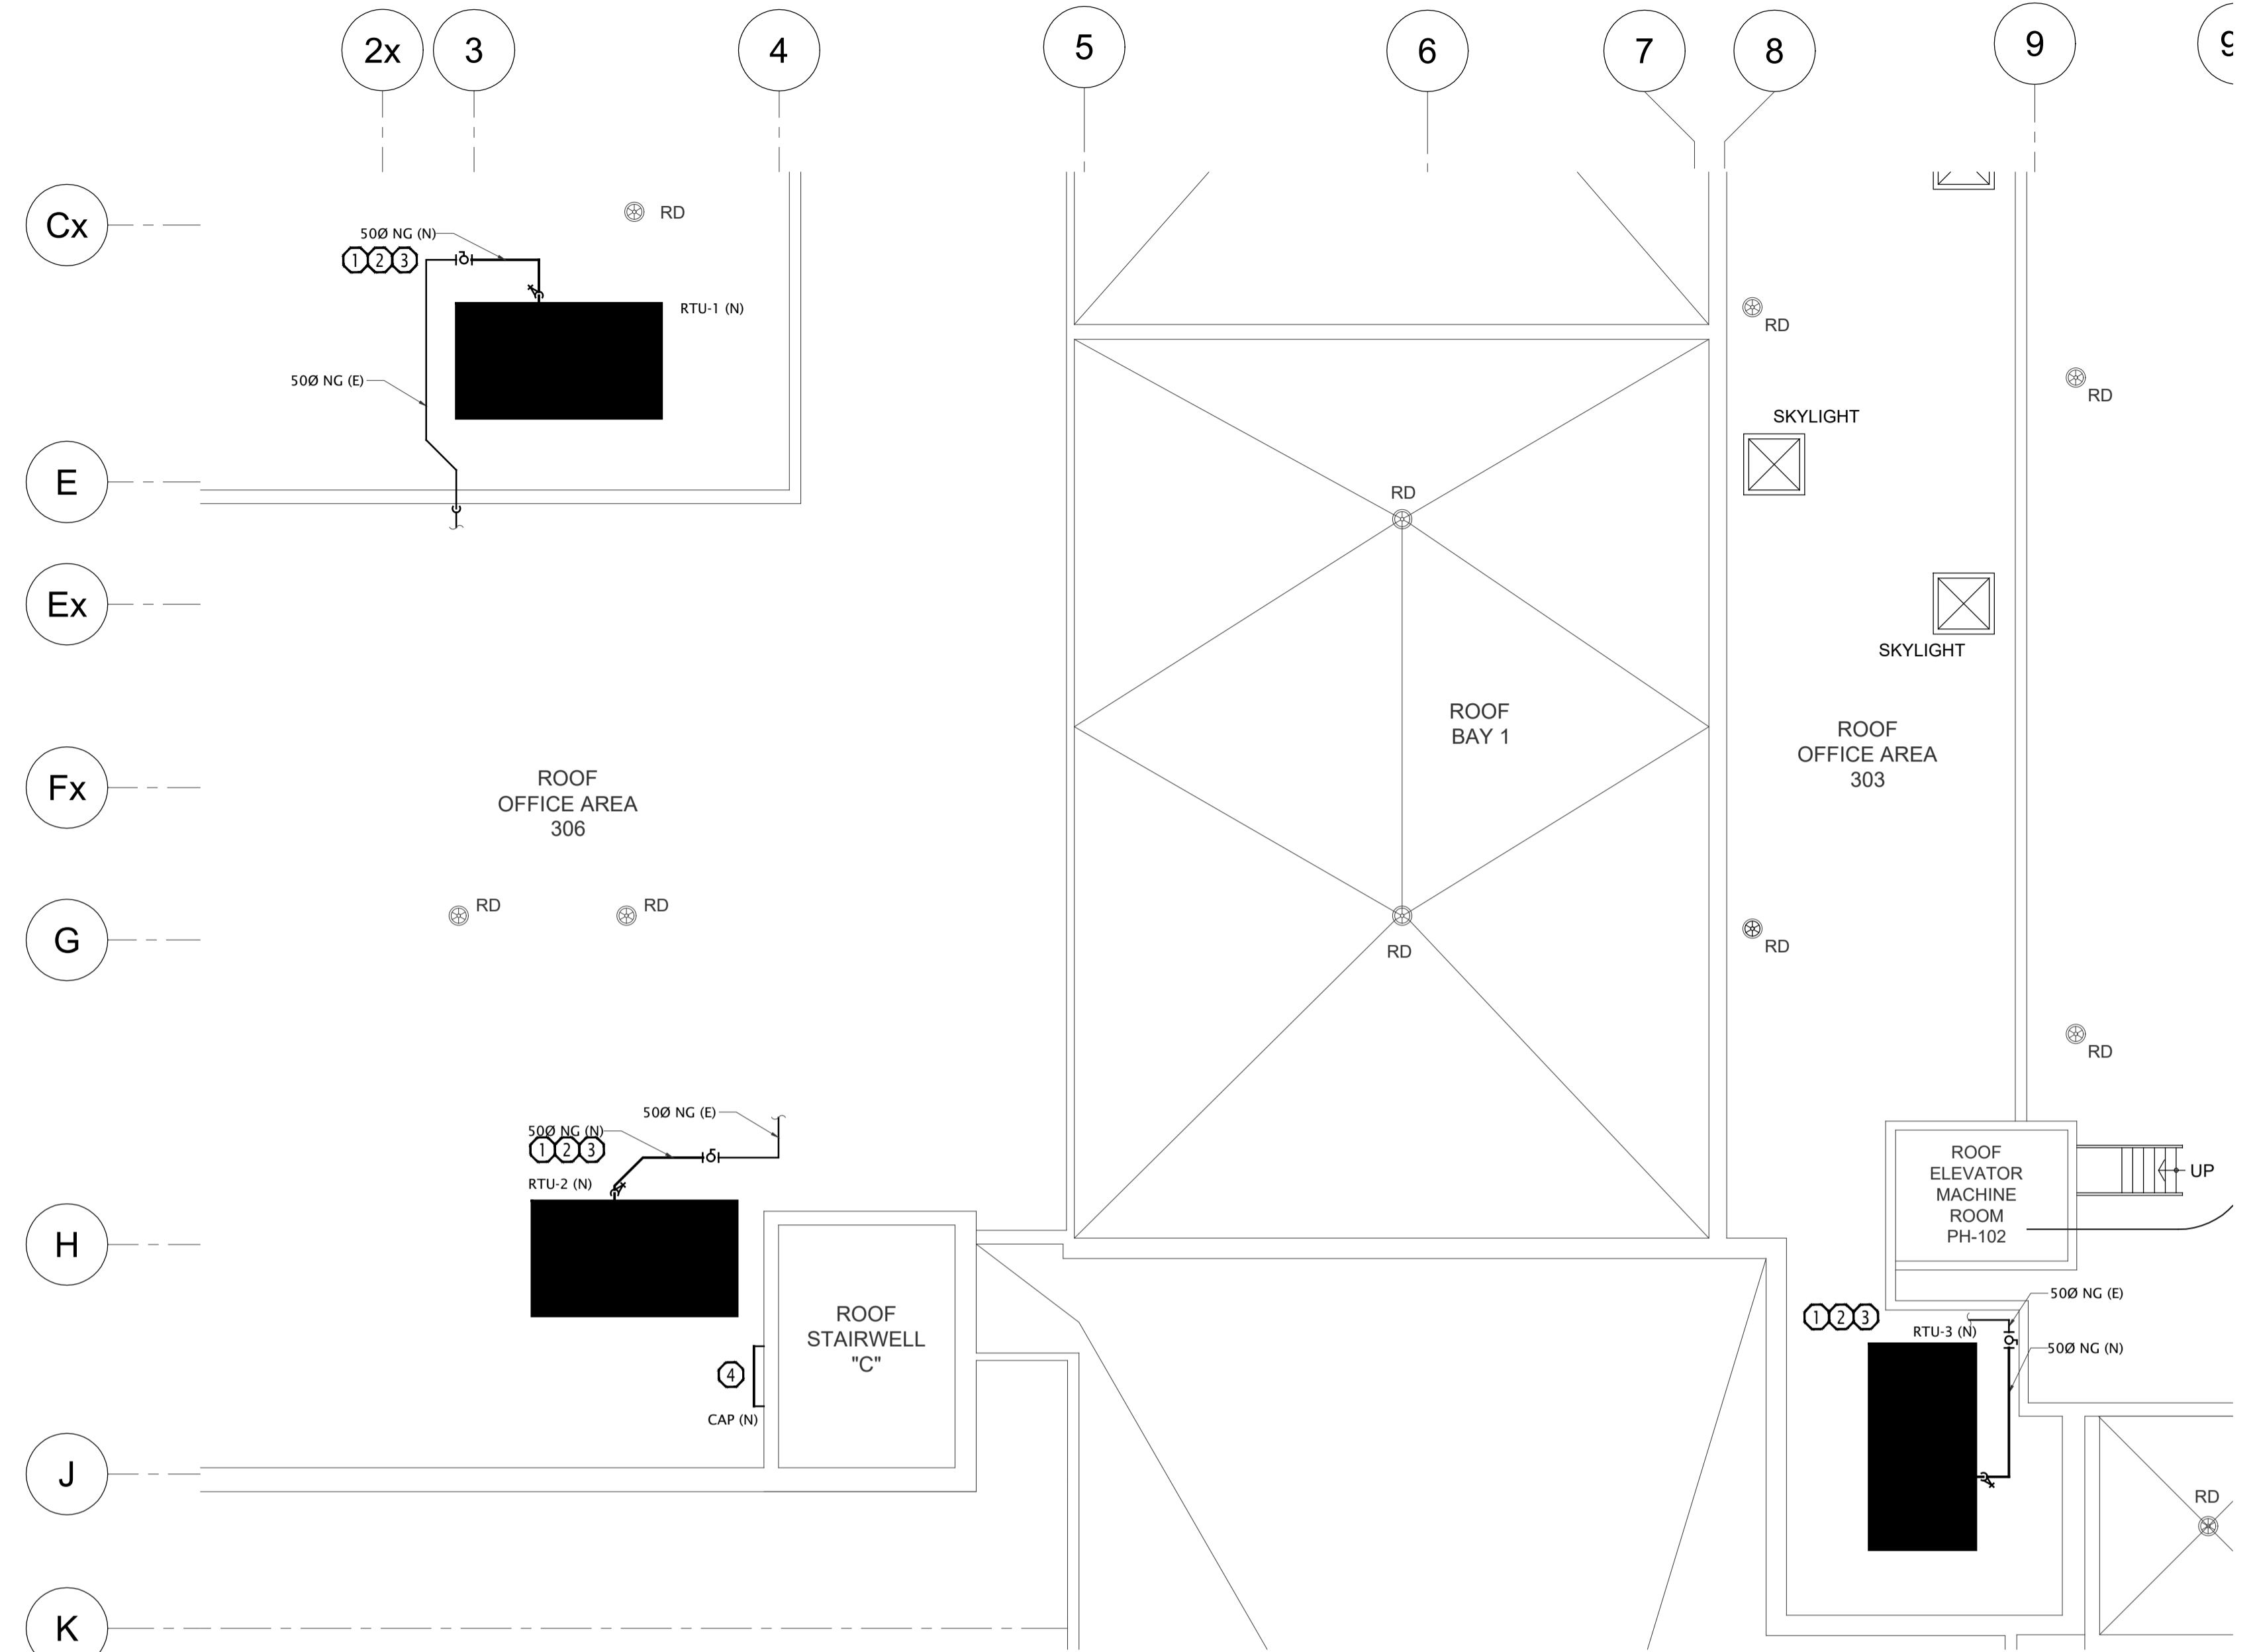 2x
3
4
5
6
7
8
9
Cx
RD
50Ø NG (N)
1 2 3
RTU-1 (N)
RD
50Ø NG (E)
RD
SKYLIGHT
E
RD
Ex
SKYLIGHT
ROOF
BAY 1
ROOF
OFFICE AREA
303
Fx
ROOF
OFFICE AREA
306
RD
RD
G
RD
RD
RD
50Ø NG (E)
50Ø NG (N)
1 2 3
RTU-2 (N)
ROOF
ELEVATOR
MACHINE
ROOM
PH-102
UP
H
50Ø NG (E)
1 2 3
RTU-3 (N)
50Ø NG (N)
ROOF
STAIRWELL
"C"
4
CAP (N)
J
RD
K